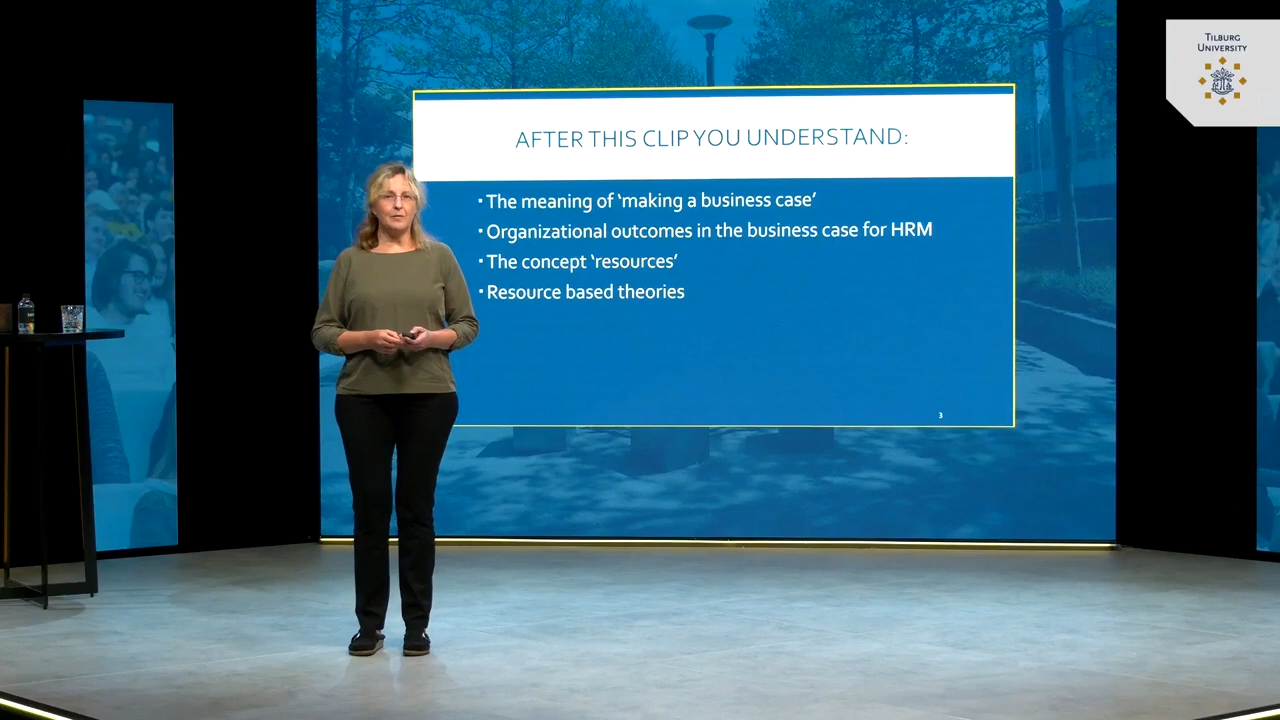 TILBURG
UNIVERSITY
AFTER THIS CLIP YOU UNDERSTAND:
▪ The meaning of ‘making a business case’
▪ Organizational outcomes in the business case for HRM
▪ The concept ‘resources’
▪ Resource based theories
3